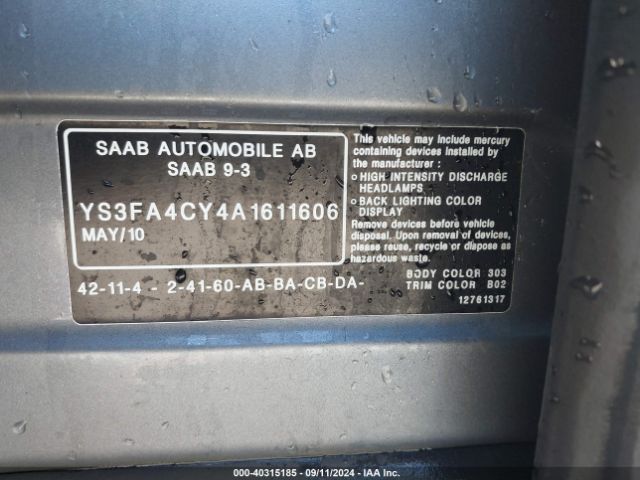 SAAB AUTOMOBILE AB
SAAB 9-3
YS3FA4CY4A1611606
MAY/10
42-11-4 - 2-41-60-AB-BA-CB-DA-
This vehicle may include mercury
containing devices installed by
the manufacturer :
o HIGH INTENSITY DISCHARGE
HEADLAMPS
o BACK LIGHTING COLOR
DISPLAY
Remove devices before vehicle
disposal. Upon removal of devices,
please reuse, recycle or dispose as
hazardous waste.
BODY COLOR 303
TRIM COLOR B02
12761317
00-40315185 - 09/11/2024 - IAAI.com